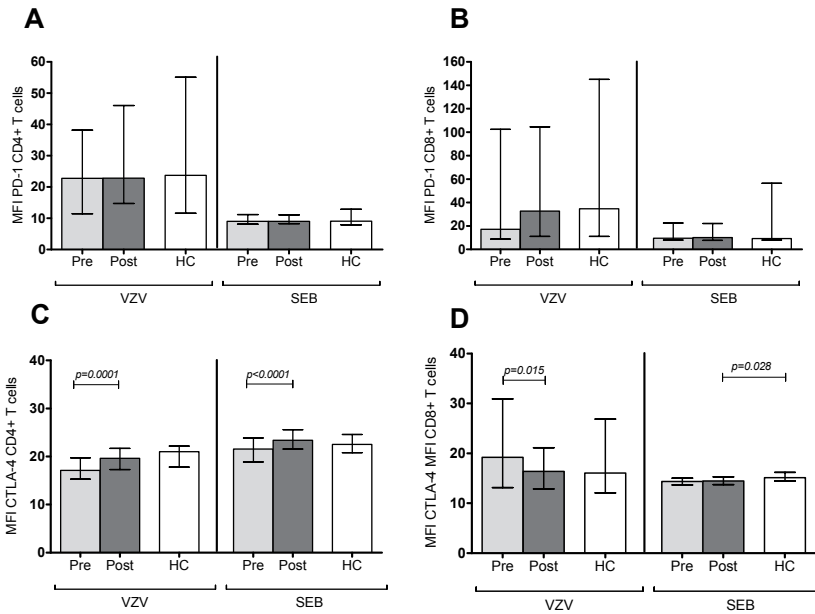 A
MFI PD-1 CD4+ T cells
60
50
40
30
20
10
0
Pre Post HC Pre Post HC
VZV SEB
B
MFI PD-1 CD8+ T cells
160
140
120
100
80
60
40
20
0
Pre Post HC Pre Post HC
VZV SEB
C
MFI CTLA-4 CD4+ T cells
40
30
20
10
0
p=0.0001 p<0.0001
Pre Post HC Pre Post HC
VZV SEB
D
MFI CTLA-4 MFI CD8+ T cells
40
30
20
10
0
p=0.015 p=0.028
Pre Post HC Pre Post HC
VZV SEB